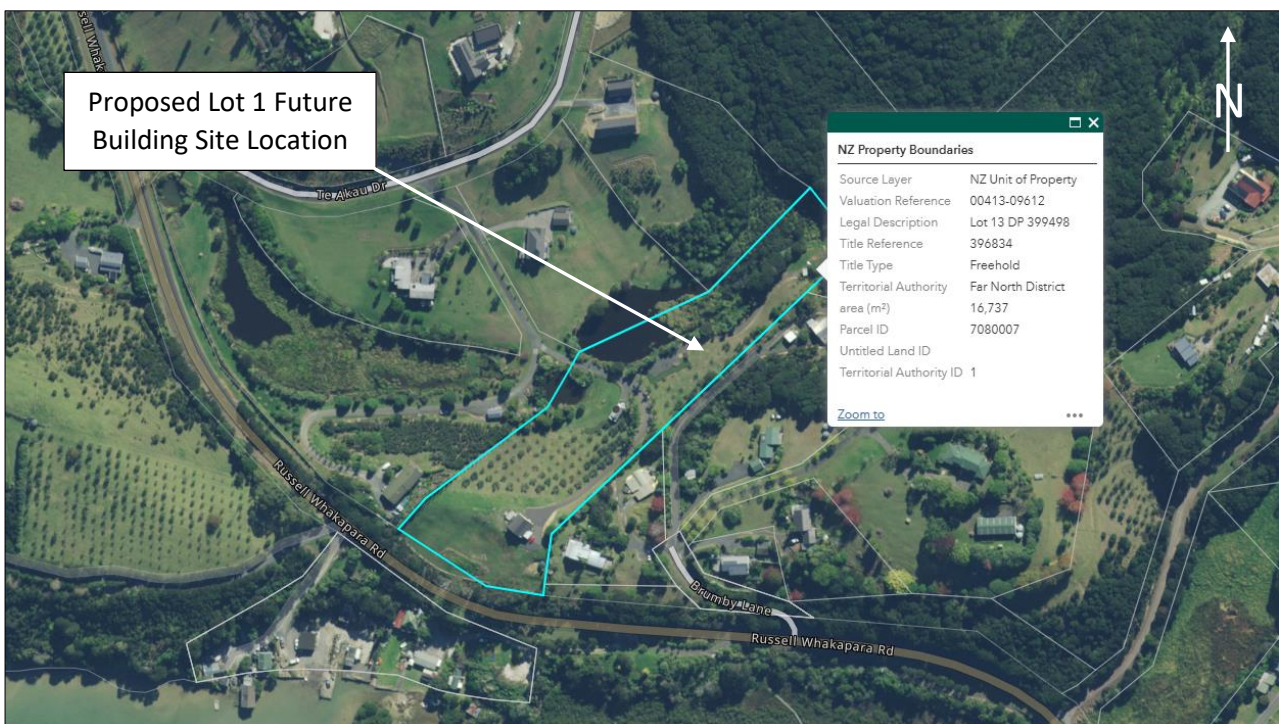 Russell Whak
Proposed Lot 1 Future
Building Site Location
N
Te Akau Dr
NZ Property Boundaries
Source Layer NZ Unit of Property
Valuation Reference 00413-09612
Legal Description Lot 13 DP 399498
Title Reference 396834
Title Type Freehold
Territorial Authority Far North District
area (m²) 16,737
Parcel ID 7080007
Untitled Land ID
Territorial Authority ID 1
Zoom to
Russell Whakapara Rd
Brumby Lane
Russell Whakapara Rd